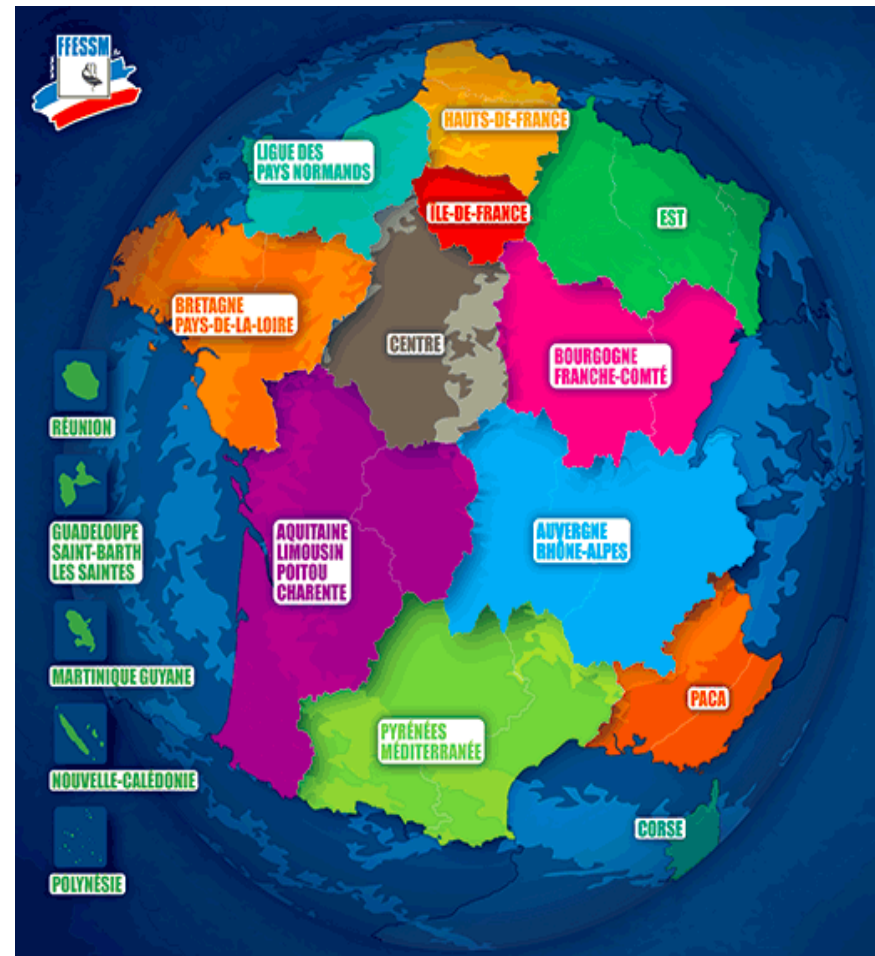 FFESSM
HAUTS-DE-FRANCE
LIGUE DES
PAYS NORMANDS
ILE-DE-FRANCE
EST
BRETAGNE
PAYS-DE-LA-LOIRE
CENTRE
BOURGOGNE
FRANCHE-COMTÉ
RÉUNION
GUADELOUPE
SAINT-BARTH
LES SAINTES
AQUITAINE
LIMOUSIN
POITOU
CHARENTE
AUVERGNE
RHÔNE-ALPES
MARTINIQUE GUYANE
PACA
PYRÉNÉES
MÉDITERRANÉE
NOUVELLE-CALÉDONIE
CORSE
POLYNÉSIE